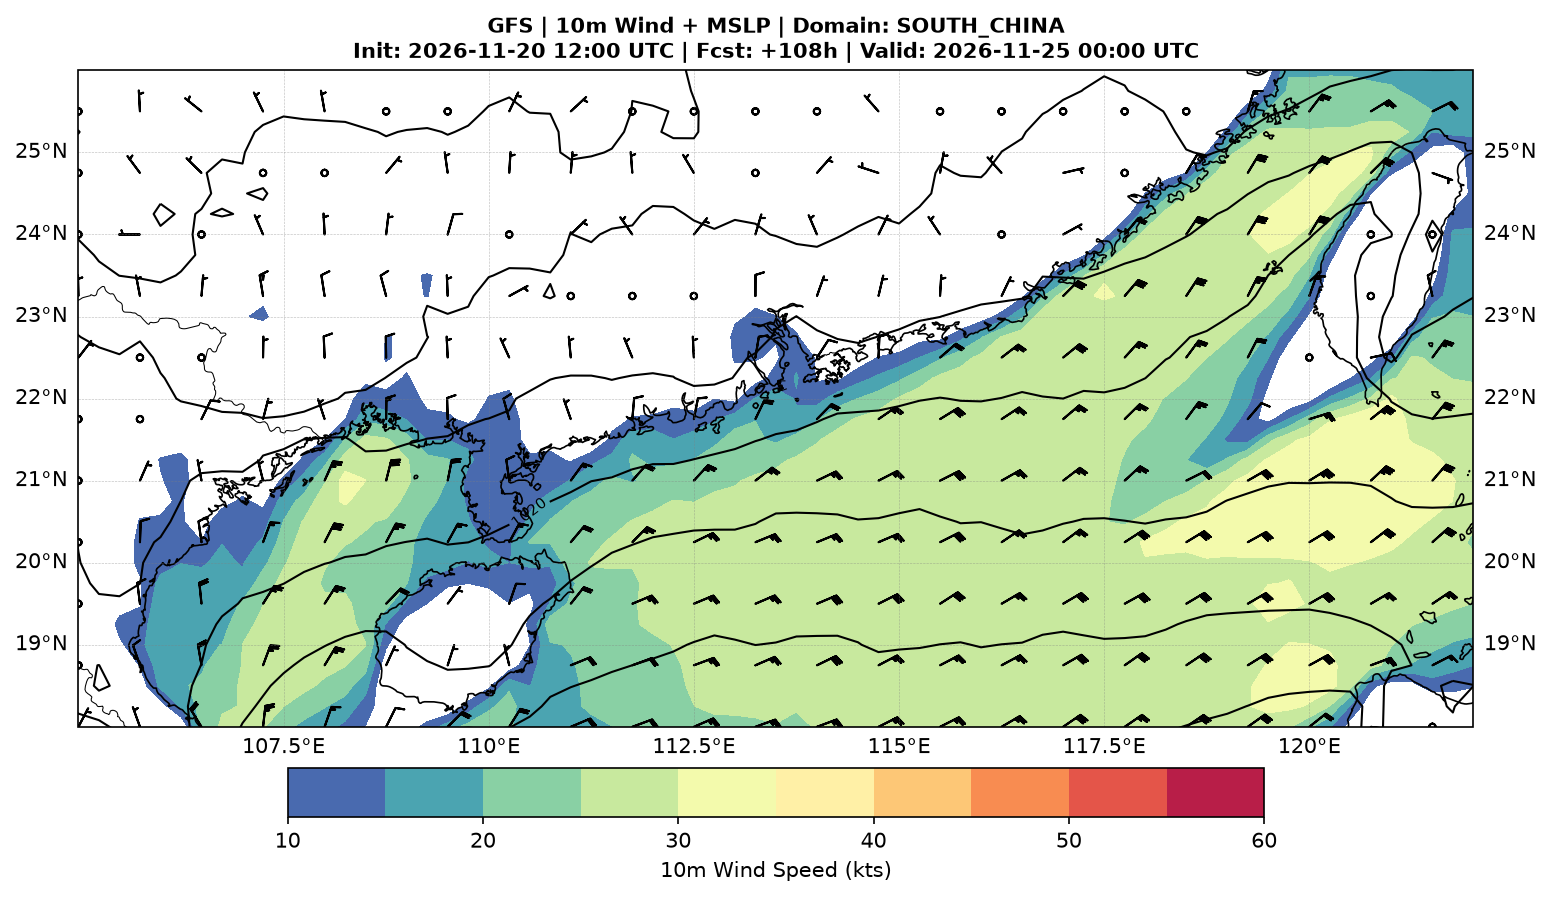 GFS | 10m Wind + MSLP | Domain: SOUTH_CHINA
Init: 2026-11-20 12:00 UTC | Fcst: +108h | Valid: 2026-11-25 00:00 UTC
25°N
24°N
23°N
22°N
21°N
20°N
19°N
25°N
24°N
23°N
22°N
21°N
20°N
19°N
1020
107.5°E 110°E 112.5°E 115°E 117.5°E 120°E
10 20 30 40 50 60
10m Wind Speed (kts)